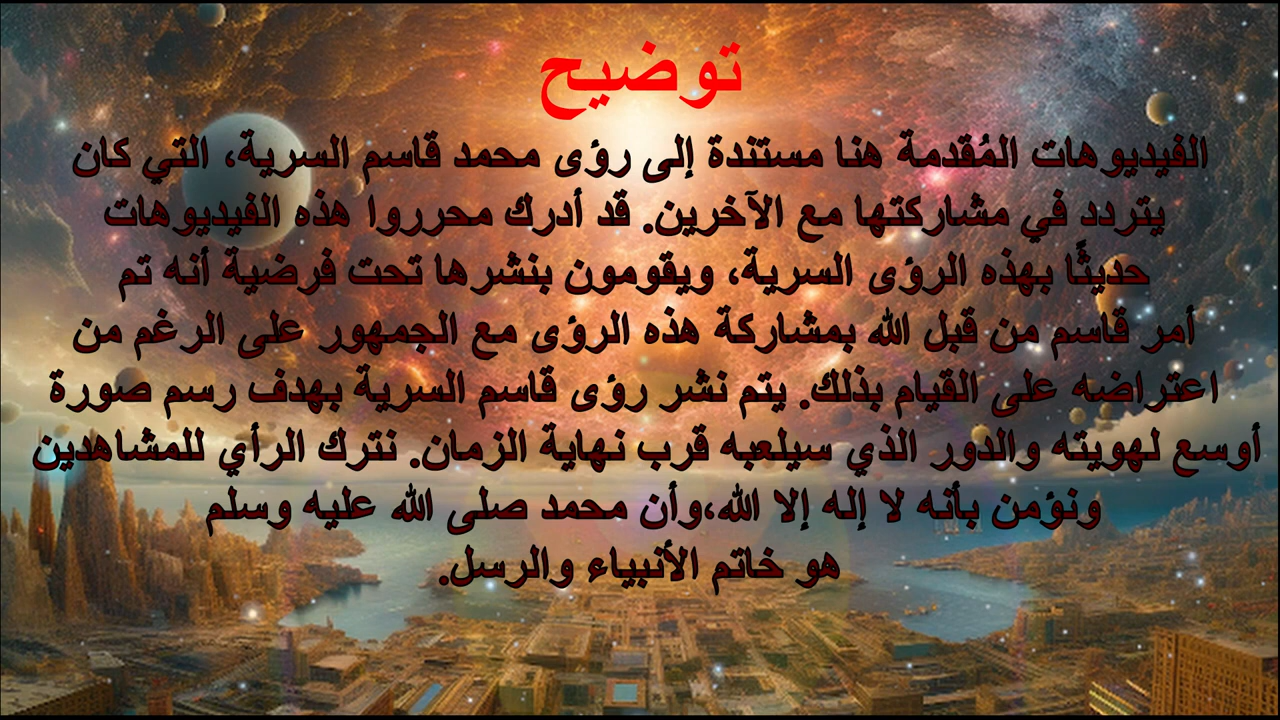 توضيح
الفيديوهات المُقدمة هنا مستندة إلى رؤى محمد قاسم السرية، التي كان
يتردد في مشاركتها مع الآخرين. قد أدرك محرروا هذه الفيديوهات
حديثًا بهذه الرؤى السرية، ويقومون بنشرها تحت فرضية أنه تم
أمر قاسم من قبل الله بمشاركة هذه الرؤى مع الجمهور على الرغم من
اعتراضه على القيام بذلك. يتم نشر رؤى قاسم السرية بهدف رسم صورة
أوسع لهويته والدور الذي سيلعبه قرب نهاية الزمان. نترك الرأي للمشاهدين
ونؤمن بأنه لا إله إلا الله،وأن محمد صلى الله عليه وسلم
هو خاتم الأنبياء والرسل.